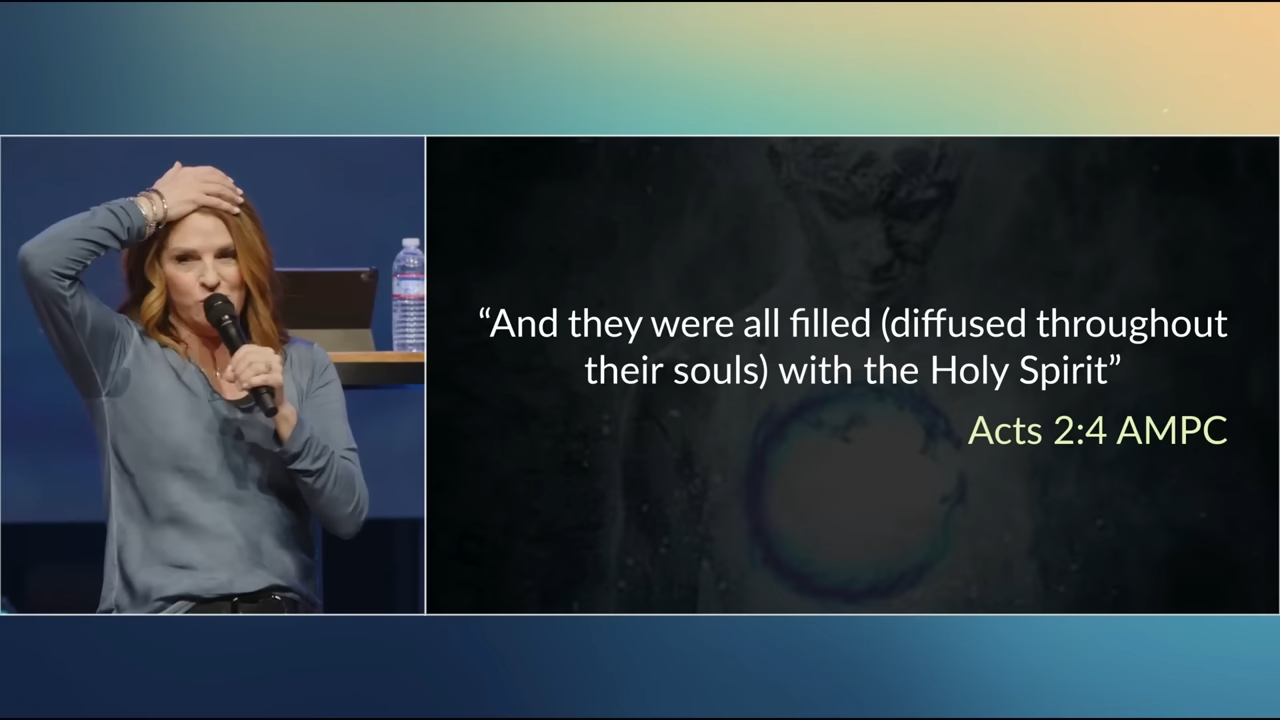 “And they were all filled (diffused throughout
their souls) with the Holy Spirit”
Acts 2:4 AMPC